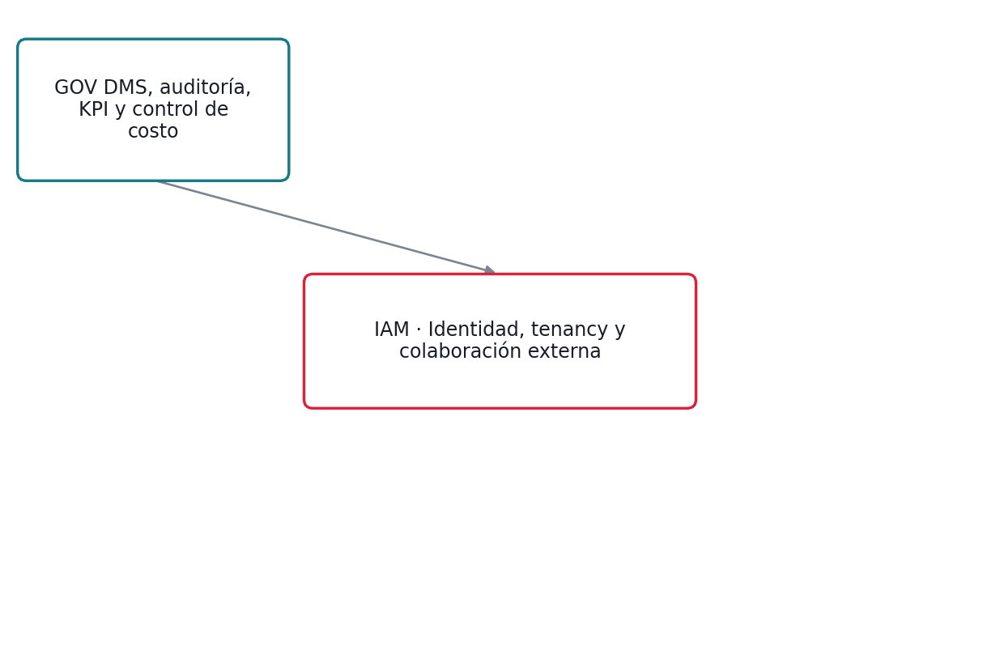 GOV DMS, auditoría,
KPI y control de
costo
IAM · Identidad, tenancy y
colaboración externa